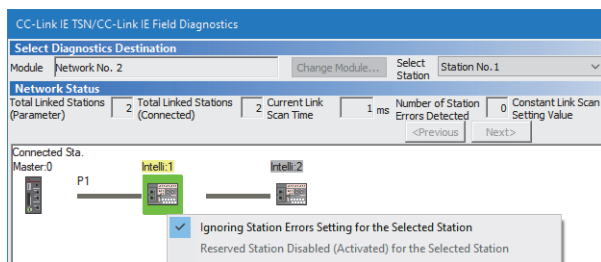 CC-Link IE TSN/CC-Link IE Field Diagnostics
Select Diagnostics Destination
Module Network No. 2 Change Module... Select Station Station No.1
Network Status
Total Linked Stations (Parameter) 2 Total Linked Stations (Connected) 2 Current Link Scan Time 1 ms Number of Station Errors Detected 0 Constant Link Scan Setting Value
<Previous Next>
Connected Sta.
Master:0 Intelli:1 Intelli:2
P1
Ignoring Station Errors Setting for the Selected Station
Reserved Station Disabled (Activated) for the Selected Station